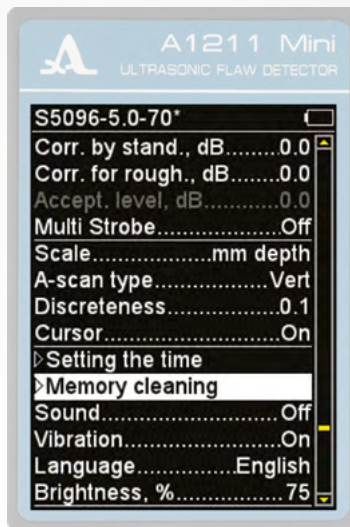 A1211 Mini
ULTRASONIC FLAW DETECTOR
S5096-5.0-70*
Corr. by stand., dB........0.0
Corr. for rough., dB........0.0
Accept. level, dB............0.0
Multi Strobe....................Off
Scale...................mm depth
A-scan type.................Vert
Discreteness..................0.1
Cursor............................On
Setting the time
Memory cleaning
Sound............................Off
Vibration........................On
Language...............English
Brightness, %.................75